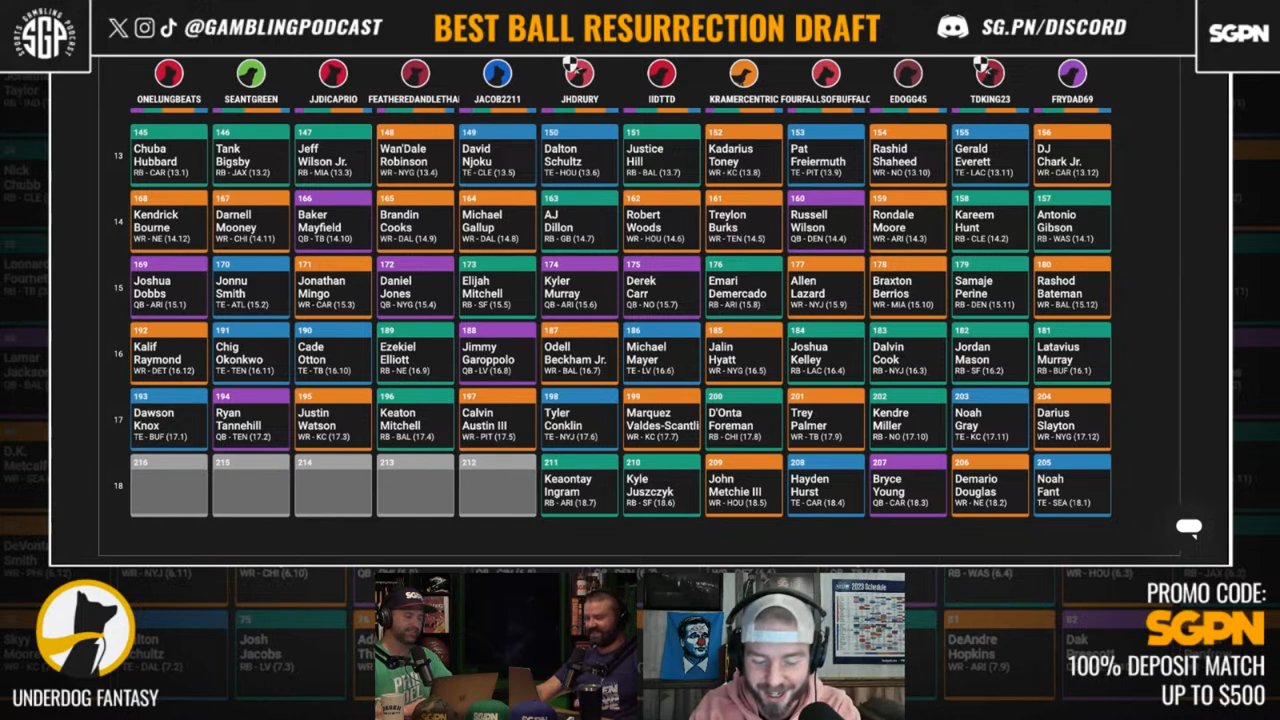 SPORTS GAMBLING PODCAST
SGP
@GAMBLINGPODCAST
BEST BALL RESURRECTION DRAFT
SG.PN/DISCORD
SGPN
ONELUNGBEATS SEANTGREEN JJDICAPRIO FEATHEREDANDLETHA JACOB2211 JHDRURY IIDTTD KRAMERCENTRIC FOURFALLSOFBUFFALO EDOGG45 TDKING23 FRYDAD69
13
145 146 147 148 149 150 151 152 153 154 155 156
Chuba Tank Jeff Wan'Dale David Dalton Justice Kadarius Pat Rashid Gerald DJ
Hubbard Bigsby Wilson Jr. Robinson Njoku Schultz Hill Toney Freiermuth Shaheed Everett Chark Jr.
RB - CAR (13.1) RB - JAX (13.2) RB - MIA (13.3) WR - NYG (13.4) TE - CLE (13.5) TE - HOU (13.6) RB - BAL (13.7) WR - KC (13.8) TE - PIT (13.9) WR - NO (13.10) TE - LAC (13.11) WR - CAR (13.12)
14
168 167 166 165 164 163 162 161 160 159 158 157
Kendrick Darnell Baker Brandin Michael AJ Robert Treylon Russell Rondale Kareem Antonio
Bourne Mooney Mayfield Cooks Gallup Dillon Woods Burks Wilson Moore Hunt Gibson
WR - NE (14.12) WR - CHI (14.11) QB - TB (14.10) WR - DAL (14.9) WR - DAL (14.8) RB - GB (14.7) WR - HOU (14.6) WR - TEN (14.5) QB - DEN (14.4) WR - ARI (14.3) RB - CLE (14.2) RB - WAS (14.1)
15
169 170 171 172 173 174 175 176 177 178 179 180
Joshua Jonnu Jonathan Daniel Elijah Kyler Derek Emari Allen Braxton Samaje Rashod
Dobbs Smith Mingo Jones Mitchell Murray Carr Demercado Lazard Berrios Perine Bateman
QB - ARI (15.1) TE - ATL (15.2) WR - CAR (15.3) QB - NYG (15.4) RB - SF (15.5) QB - ARI (15.6) QB - NO (15.7) RB - ARI (15.8) WR - NYJ (15.9) WR - MIA (15.10) RB - DEN (15.11) WR - BAL (15.12)
16
192 191 190 189 188 187 186 185 184 183 182 181
Kalif Chig Cade Ezekiel Jimmy Odell Michael Jalin Joshua Dalvin Jordan Latavius
Raymond Okonkwo Otton Elliott Garoppolo Beckham Jr. Mayer Hyatt Kelley Cook Mason Murray
WR - DET (16.12) TE - TEN (16.11) TE - TB (16.10) RB - NE (16.9) QB - LV (16.8) WR - BAL (16.7) TE - LV (16.6) WR - NYG (16.5) RB - LAC (16.4) RB - NYJ (16.3) RB - SF (16.2) RB - BUF (16.1)
17
193 194 195 196 197 198 199 200 201 202 203 204
Dawson Ryan Justin Keaton Calvin Tyler Marquez D'Onta Trey Kendre Noah Darius
Knox Tannehill Watson Mitchell Austin III Conklin Valdes-Scantli Foreman Palmer Miller Gray Slayton
TE - BUF (17.1) QB - TEN (17.2) WR - KC (17.3) RB - BAL (17.4) WR - PIT (17.5) TE - NYJ (17.6) WR - KC (17.7) RB - CHI (17.8) WR - TB (17.9) RB - NO (17.10) TE - KC (17.11) WR - NYG (17.12)
18
216 215 214 213 212 211 210 209 208 207 206 205
Keaontay Kyle John Hayden Bryce Demario Noah
Ingram Juszczyk Metchie III Hurst Young Douglas Fant
RB - ARI (18.7) RB - SF (18.6) WR - HOU (18.5) TE - CAR (18.4) QB - CAR (18.3) WR - NE (18.2) TE - SEA (18.1)
UNDERDOG FANTASY
Josh
Jacobs
RB - LV (7.3)
DeAndre
Hopkins
WR - ARI (7.9)
2023 Schedule
PROMO CODE:
SGPN
100% DEPOSIT MATCH
UP TO $500